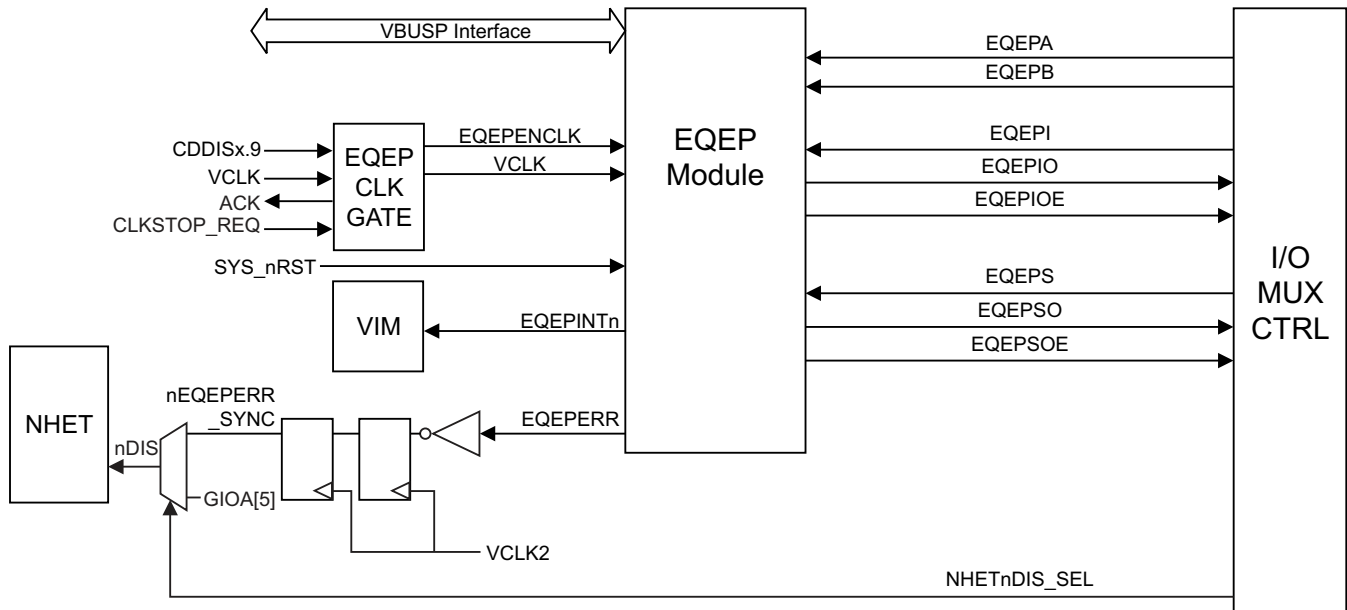 VBUSP Interface
EQEPA
EQEPB
EQEPENCLK
EQEPI
CDDISx.9
EQEP
CLK
GATE
EQEP
Module
VCLK
VCLK
EQEPIO
ACK
EQEPIOE
CLKSTOP_REQ
SYS_nRST
I/O
MUX
CTRL
EQEPS
VIM
EQEPINTn
EQEPSO
EQEPSOE
nEQEPERR
_SYNC
NHET
EQEPERR
nDIS
GIOA[5]
VCLK2
NHETnDIS_SEL